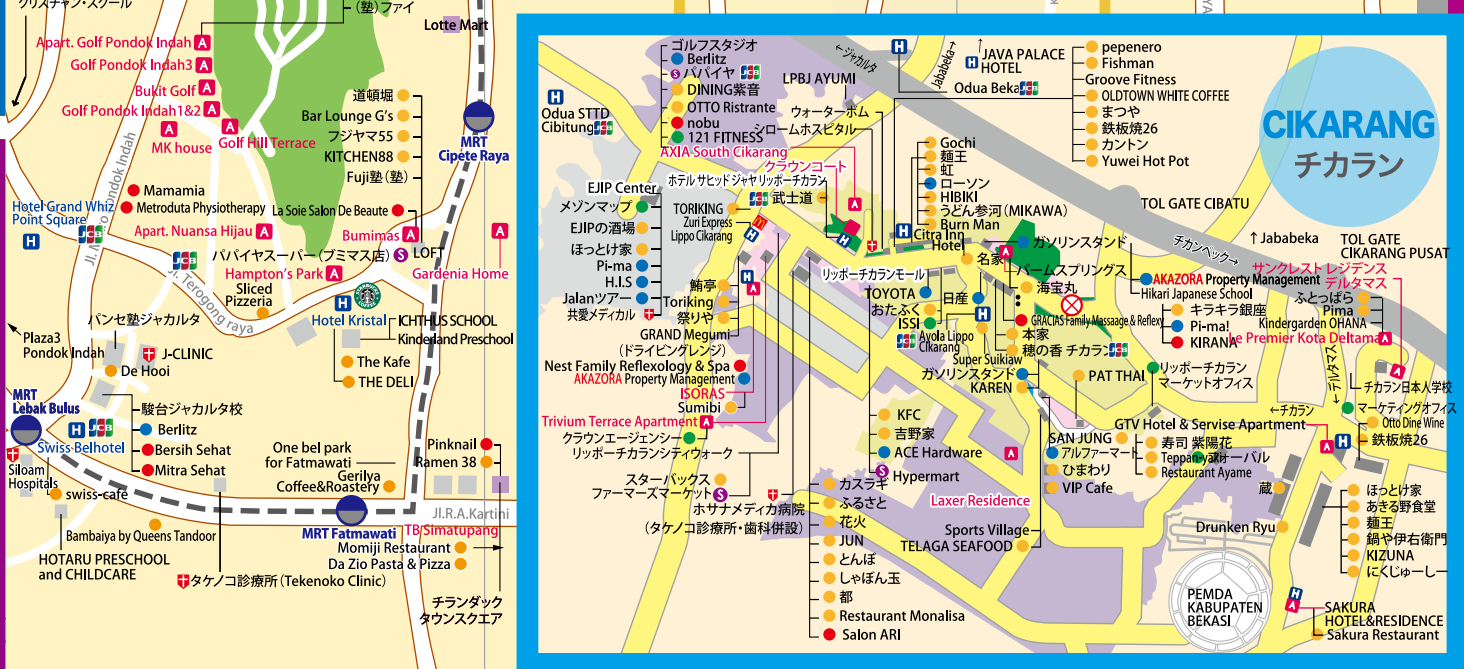 クリスチャン・スクール
(塾)ファイ
Lotte Mart
Apart. Golf Pondok Indah A
Golf Pondok Indah3 A
Bukit Golf A
Golf Pondok Indah1&2 A
A
MK house
A
Golf Hill Terrace
道頓堀
Bar Lounge G's
フジヤマ55
KITCHEN88
Fuji塾(塾)
MRT
Cipete Raya
Mamamia
Metroduta Physiotherapy
La Soie Salon De Beaute
Hotel Grand Whiz
Point Square
JCB
H
Apart. Nuansa Hijau A
Bumimas A
A
パパイヤスーパー(ブミマス店) S LOFT
JCB
Hampton's Park A
Gardenia Home
Sliced
Pizzeria
Jl. Terogong raya
H
Hotel Kristal
パンセ塾ジャカルタ
ICHTHUS SCHOOL
Kinderland Preschool
Plaza3
Pondok Indah
J-CLINIC
De Hooi
The Kafe
THE DELI
MRT
Lebak Bulus
駿台ジャカルタ校
H JCB
Berlitz
Swiss-Belhotel
Bersih Sehat
Mitra Sehat
Siloam
Hospitals
swiss-café
One bel park
for Fatmawati
Gerilya
Coffee&Roastery
Pinknail
Ramen 38
Jl.R.A.Kartini
MRT Fatmawati
TB Simatupang
Bambaiya by Queens Tandoor
Momiji Restaurant
Da Zio Pasta & Pizza
HOTARU PRESCHOOL
and CHILDCARE
タケノコ診療所(Tekenoko Clinic)
チランダック
タウンスクエア
CIKARANG
チカラン
H
Odua STTD
Cibitung JCB
ゴルフスタジオ
Berlitz
S パパイヤ JCB
DINING紫音
OTTO Ristrante
nobu
121 FITNESS
AXIA South Cikarang
LPBJ AYUMI
ウォーターボム
シロームホスピタル
クラウンコート
←ジャカルタ
H
Jababeka→
↑
H JAVA PALACE
HOTEL
Odua Beka JCB
pepenero
Fishman
Groove Fitness
OLDTOWN WHITE COFFEE
まつや
鉄板焼26
カントン
Yuwei Hot Pot
Gochi
麺王
虹
ローソン
HIBIKI
うどん参河(MIKAWA)
Burn Man
H Citra Inn
Hotel
TOL GATE CIBATU
チカンペック→
↑Jababeka
TOL GATE
CIKARANG PUSAT
EJIP Center
メゾンマップ
EJIPの酒場
ほっとけ家
Pi-ma
H.I.S
Jalanツアー
共愛メディカル
ホテル サヒッド ジャヤ リッポーチカラン
JCB 武士道
TORIKING
Zuri Express
Lippo Cikarang
H
A
H
リッポーチカランモール
名家
ガソリンスタンド
A
パームスプリングス
海宝丸
AKAZORA Property Management
Hikari Japanese School
サンクレスト レジデンス
デルタマス
ふとっぱら
Pima
Kindergarden OHANA
Le Premier Kota Deltama A
鮪亭
Toriking
祭りや
H
A
GRAND Megumi
(ドライビングレンジ)
TOYOTA
おたふく
ISSI
JCB Ayola Lippo
Cikarang
日産
H
GRACIAS Family Massaage & Reflexy
本家
穂の香 チカラン JCB
Super Sukiaw
キラキラ銀座
Pi-ma!
KIRANA
Nest Family Reflexology & Spa
AKAZORA Property Management
ISORAS
Sumibi
ガソリンスタンド
KAREN
PAT THAI
リッポーチカラン
マーケットオフィス
←デルタマス
A
チカラン日本人学校
マーケティングオフィス
Otto Dine Wine
鉄板焼26
Trivium Terrace Apartment A
クラウンエージェンシー
リッポーチカランシティウォーク
KFC
吉野家
ACE Hardware
S Hypermart
←チカラン
GTV Hotel & Servise Apartment
A H
SAN JUNG
アルファーマート
ひまわり
VIP Cafe
寿司 紫陽花
Teppan-yaki オーバル
Restaurant Ayame
A
スターバックス
ファーマーズマーケット S
ホサナメディカ病院
(タケノコ診療所・歯科併設)
カスラギ
ふるさと
花火
JUN
とんぼ
しゃぼん玉
都
Restaurant Monalisa
Salon ARI
Laxer Residence
Sports Village
TELAGA SEAFOOD
蔵
Drunken Ryu
ほっとけ家
あきる野食堂
麺王
鍋や伊右衛門
KIZUNA
にくじゅーしー
PEMDA
KABUPATEN
BEKASI
H
A
SAKURA
HOTEL&RESIDENCE
Sakura Restaurant